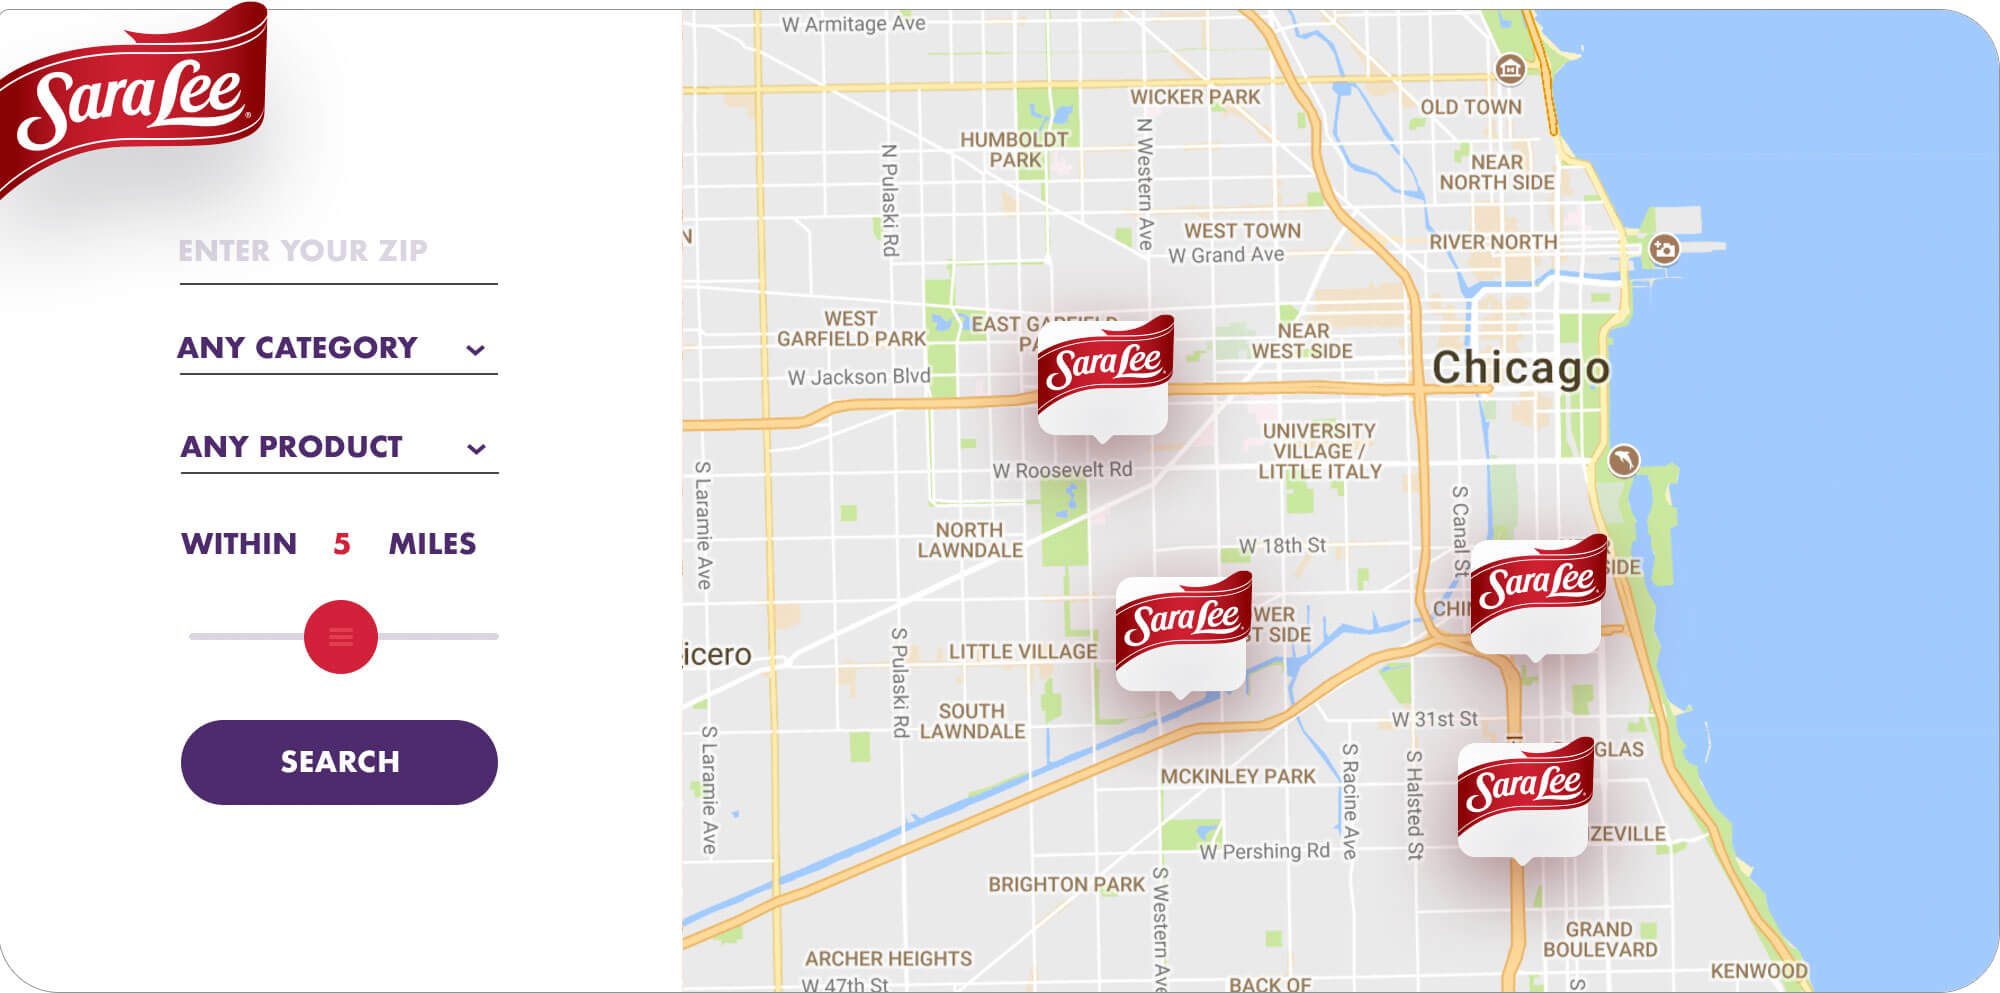 Sara Lee
ENTER YOUR ZIP
ANY CATEGORY
ANY PRODUCT
WITHIN 5 MILES
SEARCH
W Armitage Ave
WICKER PARK
OLD TOWN
HUMBOLDT
PARK
N Pulaski Rd
N Western Ave
NEAR
NORTH SIDE
WEST TOWN
W Grand Ave
RIVER NORTH
WEST
GARFIELD PARK
EAST GARFIELD
NEAR
WEST SIDE
W Jackson Blvd
Sara Lee
Chicago
UNIVERSITY
VILLAGE /
LITTLE ITALY
W Roosevelt Rd
S Laramie Ave
S Canal St
NORTH
LAWNDALE
W 18th St
Sara Lee
SIDE
Sara Lee
CHI
WER
T SIDE
icero
LITTLE VILLAGE
S Pulaski Rd
SOUTH
LAWNDALE
W 31st St
S Laramie Ave
MCKINLEY PARK
S Racine Ave
S Halsted St
Sara Lee
GLAS
ZEVILLE
W Pershing Rd
BRIGHTON PARK
S Western Ave
GRAND
BOULEVARD
ARCHER HEIGHTS
W 47th St
BACK OF
KENWOOD